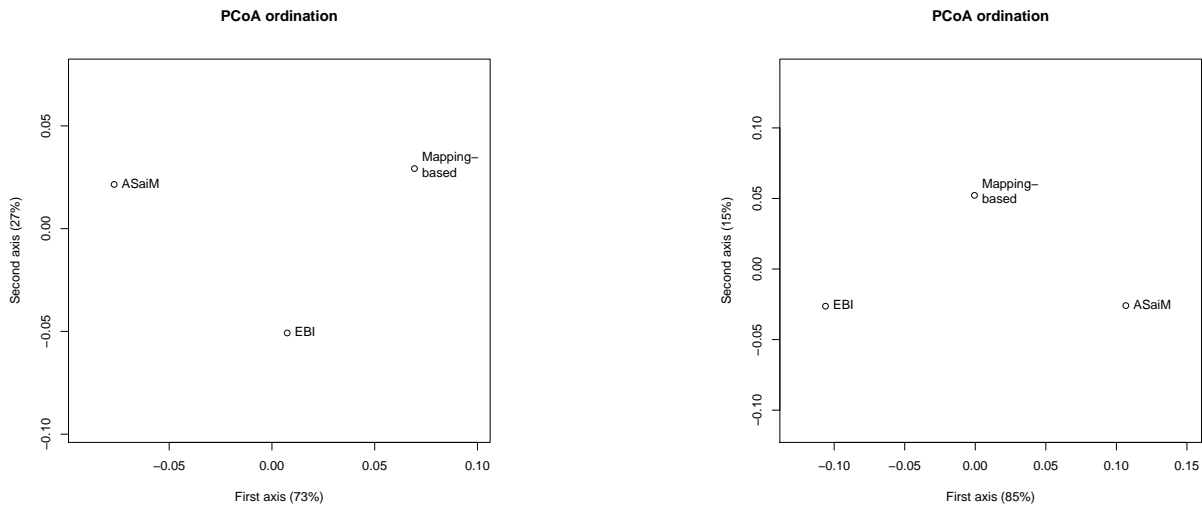 PCoA ordination
Second axis (27%)
0.05
0.00
−0.05
−0.10
ASaiM
Mapping−
based
EBI
−0.05
0.00
0.05
0.10
First axis (73%)
PCoA ordination
Second axis (15%)
0.10
0.05
0.00
−0.05
−0.10
Mapping−
based
EBI
ASaiM
−0.10
−0.05
0.00
0.05
0.10
0.15
First axis (85%)